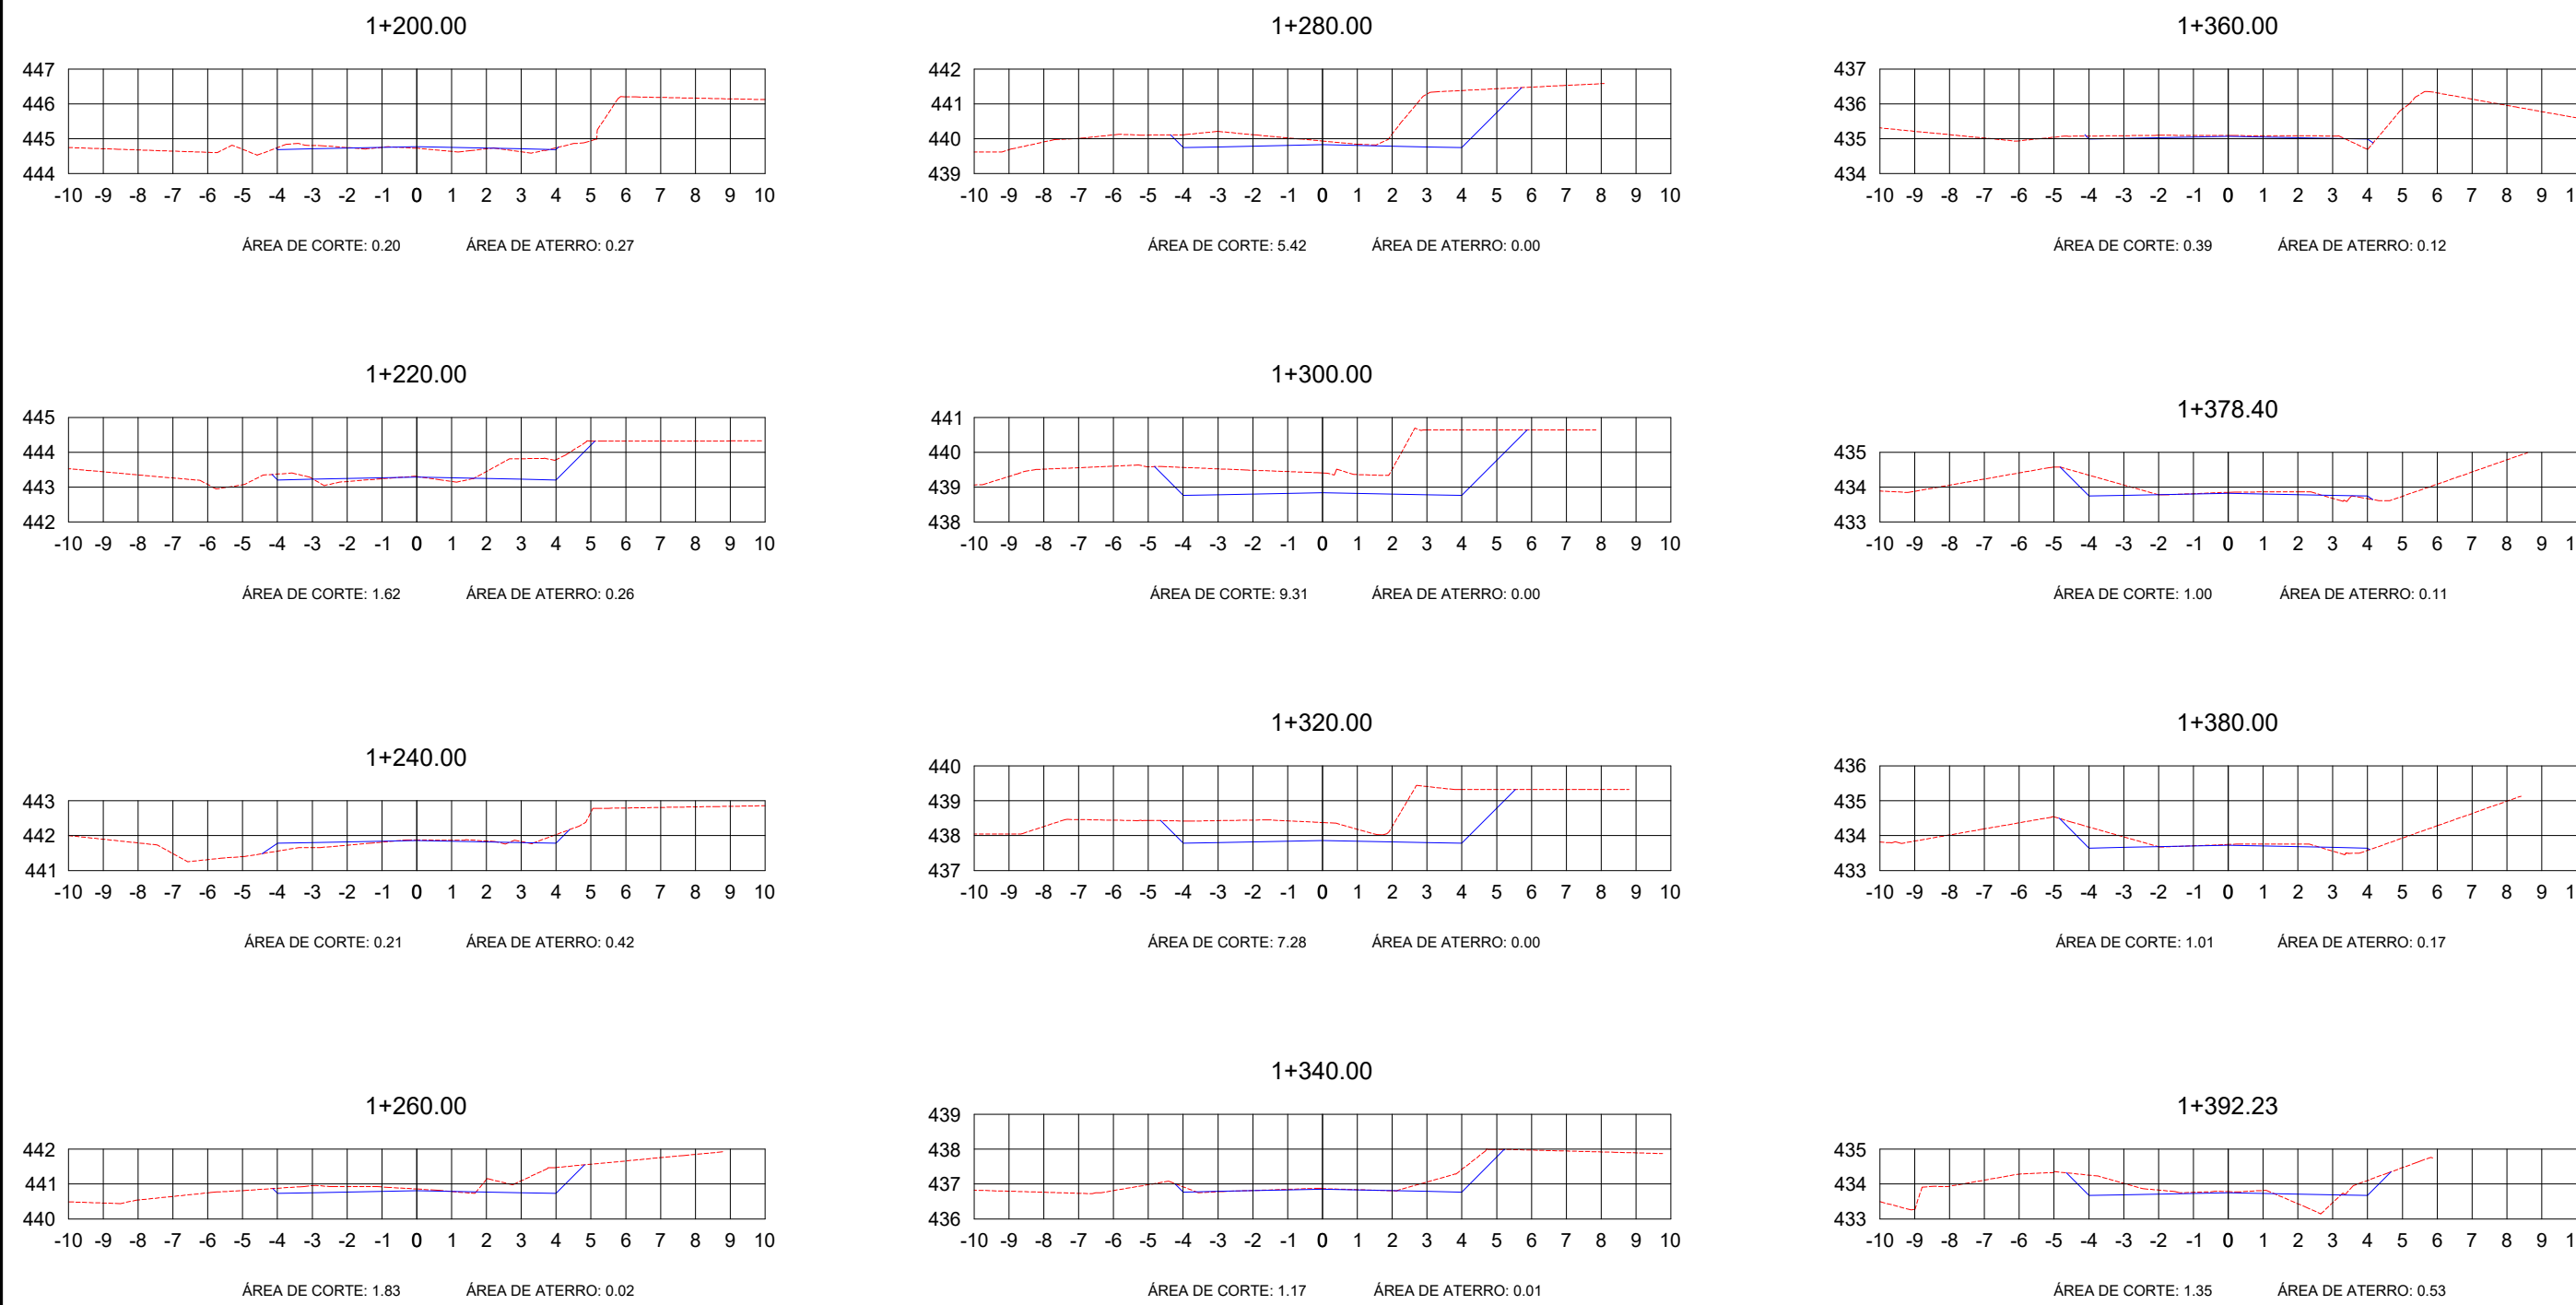 1+200.00
447
446
445
444
-10 -9 -8 -7 -6 -5 -4 -3 -2 -1 0 1 2 3 4 5 6 7 8 9 10
ÁREA DE CORTE: 0.20 ÁREA DE ATERRO: 0.27
1+220.00
445
444
443
442
-10 -9 -8 -7 -6 -5 -4 -3 -2 -1 0 1 2 3 4 5 6 7 8 9 10
ÁREA DE CORTE: 1.62 ÁREA DE ATERRO: 0.26
1+240.00
443
442
441
-10 -9 -8 -7 -6 -5 -4 -3 -2 -1 0 1 2 3 4 5 6 7 8 9 10
ÁREA DE CORTE: 0.21 ÁREA DE ATERRO: 0.42
1+260.00
442
441
440
-10 -9 -8 -7 -6 -5 -4 -3 -2 -1 0 1 2 3 4 5 6 7 8 9 10
ÁREA DE CORTE: 1.83 ÁREA DE ATERRO: 0.02
1+280.00
442
441
440
439
-10 -9 -8 -7 -6 -5 -4 -3 -2 -1 0 1 2 3 4 5 6 7 8 9 10
ÁREA DE CORTE: 5.42 ÁREA DE ATERRO: 0.00
1+300.00
441
440
439
438
-10 -9 -8 -7 -6 -5 -4 -3 -2 -1 0 1 2 3 4 5 6 7 8 9 10
ÁREA DE CORTE: 9.31 ÁREA DE ATERRO: 0.00
1+320.00
440
439
438
437
-10 -9 -8 -7 -6 -5 -4 -3 -2 -1 0 1 2 3 4 5 6 7 8 9 10
ÁREA DE CORTE: 7.28 ÁREA DE ATERRO: 0.00
1+340.00
439
438
437
436
-10 -9 -8 -7 -6 -5 -4 -3 -2 -1 0 1 2 3 4 5 6 7 8 9 10
ÁREA DE CORTE: 1.17 ÁREA DE ATERRO: 0.01
1+360.00
437
436
435
434
-10 -9 -8 -7 -6 -5 -4 -3 -2 -1 0 1 2 3 4 5 6 7 8 9
ÁREA DE CORTE: 0.39 ÁREA DE ATERRO: 0.12
1+378.40
435
434
433
-10 -9 -8 -7 -6 -5 -4 -3 -2 -1 0 1 2 3 4 5 6 7 8 9
ÁREA DE CORTE: 1.00 ÁREA DE ATERRO: 0.11
1+380.00
436
435
434
433
-10 -9 -8 -7 -6 -5 -4 -3 -2 -1 0 1 2 3 4 5 6 7 8 9
ÁREA DE CORTE: 1.01 ÁREA DE ATERRO: 0.17
1+392.23
435
434
433
-10 -9 -8 -7 -6 -5 -4 -3 -2 -1 0 1 2 3 4 5 6 7 8 9
ÁREA DE CORTE: 1.35 ÁREA DE ATERRO: 0.53